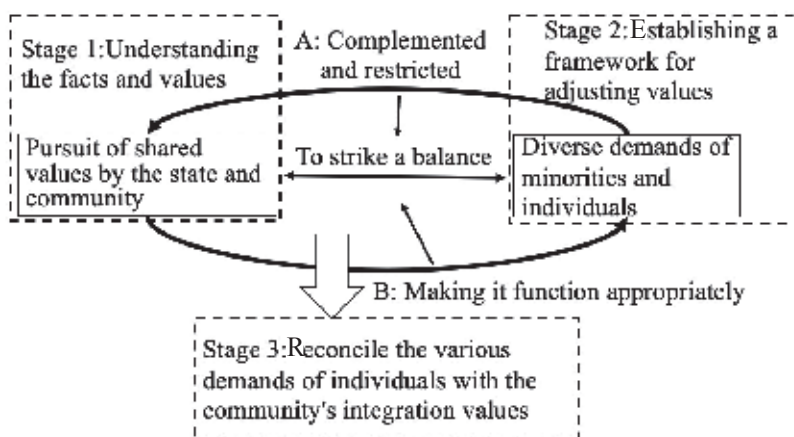 Stage 1:Understanding
the facts and values
A: Complemented
and restricted
Stage 2:Establishing a
framework for
adjusting values
Pursuit of shared
values by the state and
community
To strike a balance
Diverse demands of
minorities and
individuals
B: Making it function appropriately
Stage 3:Reconcile the various
demands of individuals with the
community's integration values